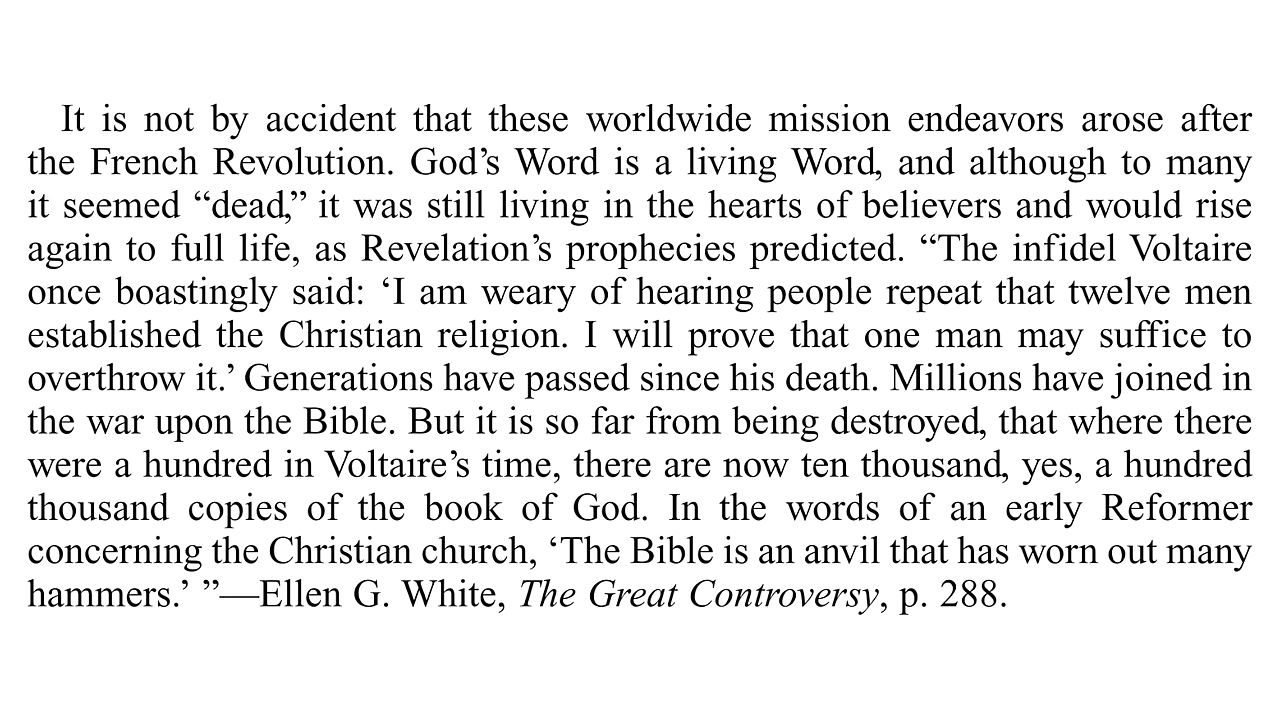 It is not by accident that these worldwide mission endeavors arose after
the French Revolution. God’s Word is a living Word, and although to many
it seemed “dead,” it was still living in the hearts of believers and would rise
again to full life, as Revelation’s prophecies predicted. “The infidel Voltaire
once boastingly said: ‘I am weary of hearing people repeat that twelve men
established the Christian religion. I will prove that one man may suffice to
overthrow it.’ Generations have passed since his death. Millions have joined in
the war upon the Bible. But it is so far from being destroyed, that where there
were a hundred in Voltaire’s time, there are now ten thousand, yes, a hundred
thousand copies of the book of God. In the words of an early Reformer
concerning the Christian church, ‘The Bible is an anvil that has worn out many
hammers.’ ”—Ellen G. White, The Great Controversy, p. 288.